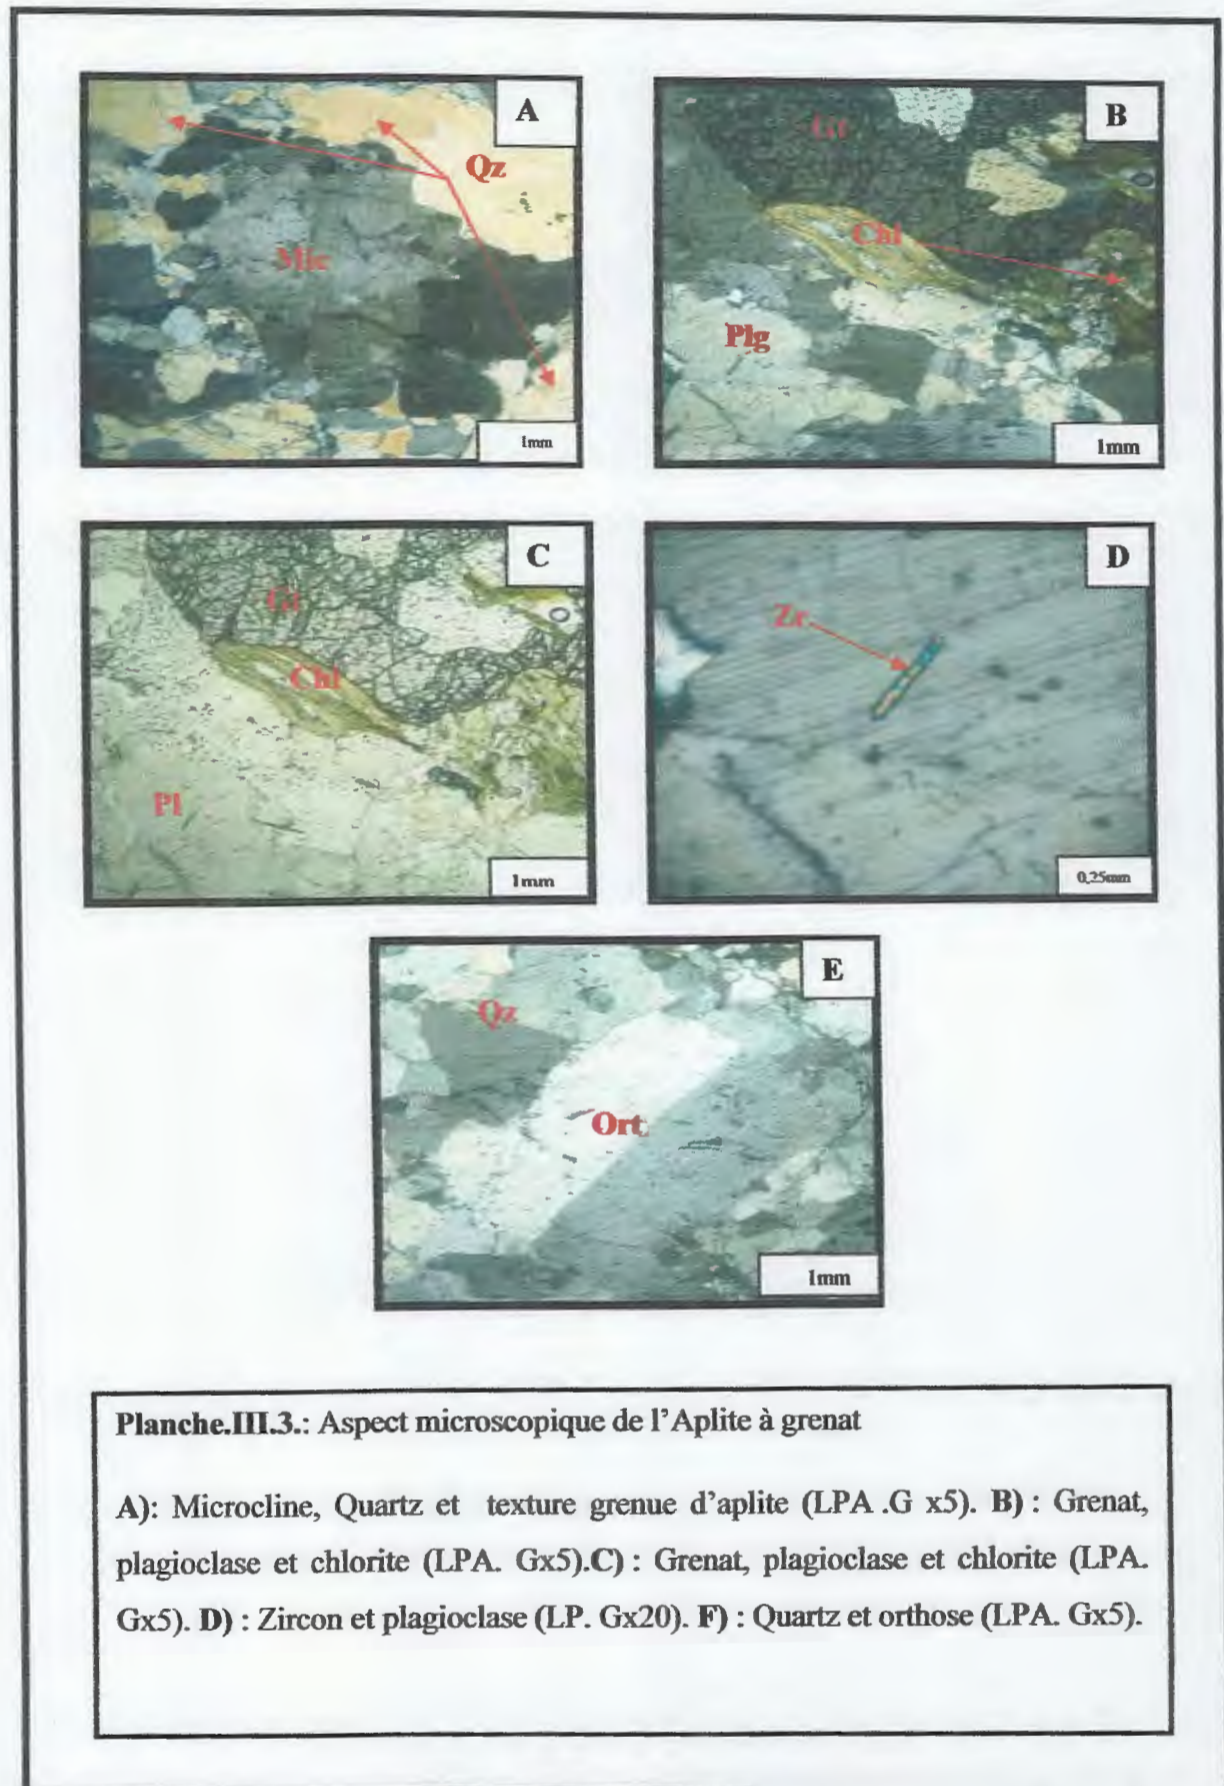 A
Qz
Mic
1mm
B
Gt
Chl
Plg
1mm
C
Gt
Chl
Pl
1mm
D
Zr
0,25mm
E
Qz
Ort
1mm
Planche.III.3.: Aspect microscopique de l'Aplite à grenat
A): Microcline, Quartz et texture grenue d'aplite (LPA .G x5). B) : Grenat,
plagioclase et chlorite (LPA. Gx5).C) : Grenat, plagioclase et chlorite (LPA.
Gx5). D) : Zircon et plagioclase (LP. Gx20). F) : Quartz et orthose (LPA. Gx5).